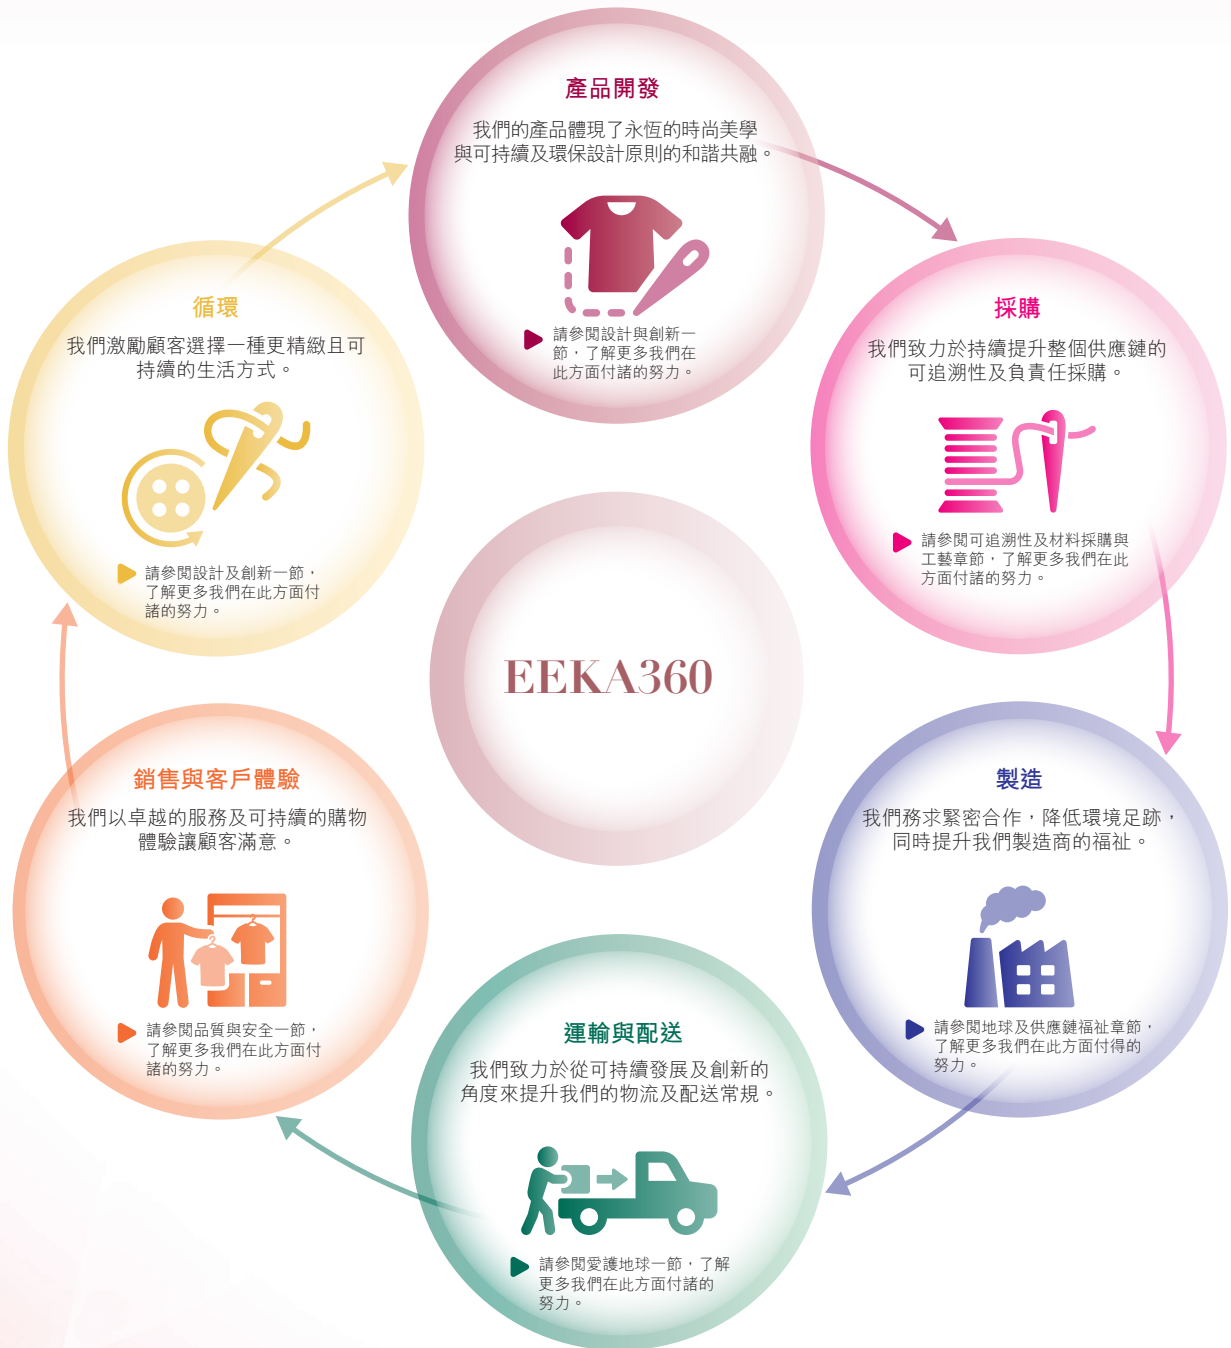 產品開發
我們的產品體現了永恆的時尚美學
與可持續及環保設計原則的和諧共融。
請參閱設計與創新一
節，了解更多我們在
此方面付諸的努力。
採購
我們致力於持續提升整個供應鏈的
可追溯性及負責任採購。
請參閱可追溯性及材料採購與
工藝章節，了解更多我們在此
方面付諸的努力。
製造
我們務求緊密合作，降低環境足跡，
同時提升我們製造商的福祉。
請參閱地球及供應鏈福祉章節，
了解更多我們在此方面付得的
努力。
運輸與配送
我們致力於從可持續發展及創新的
角度來提升我們的物流及配送常規。
請參閱愛護地球一節，了解
更多我們在此方面付諸的
努力。
銷售與客戶體驗
我們以卓越的服務及可持續的購物
體驗讓顧客滿意。
請參閱品質與安全一節，
了解更多我們在此方面付
諸的努力。
循環
我們激勵顧客選擇一種更精緻且可
持續的生活方式。
請參閱設計及創新一節，
了解更多我們在此方面付
諸的努力。
EEKA360